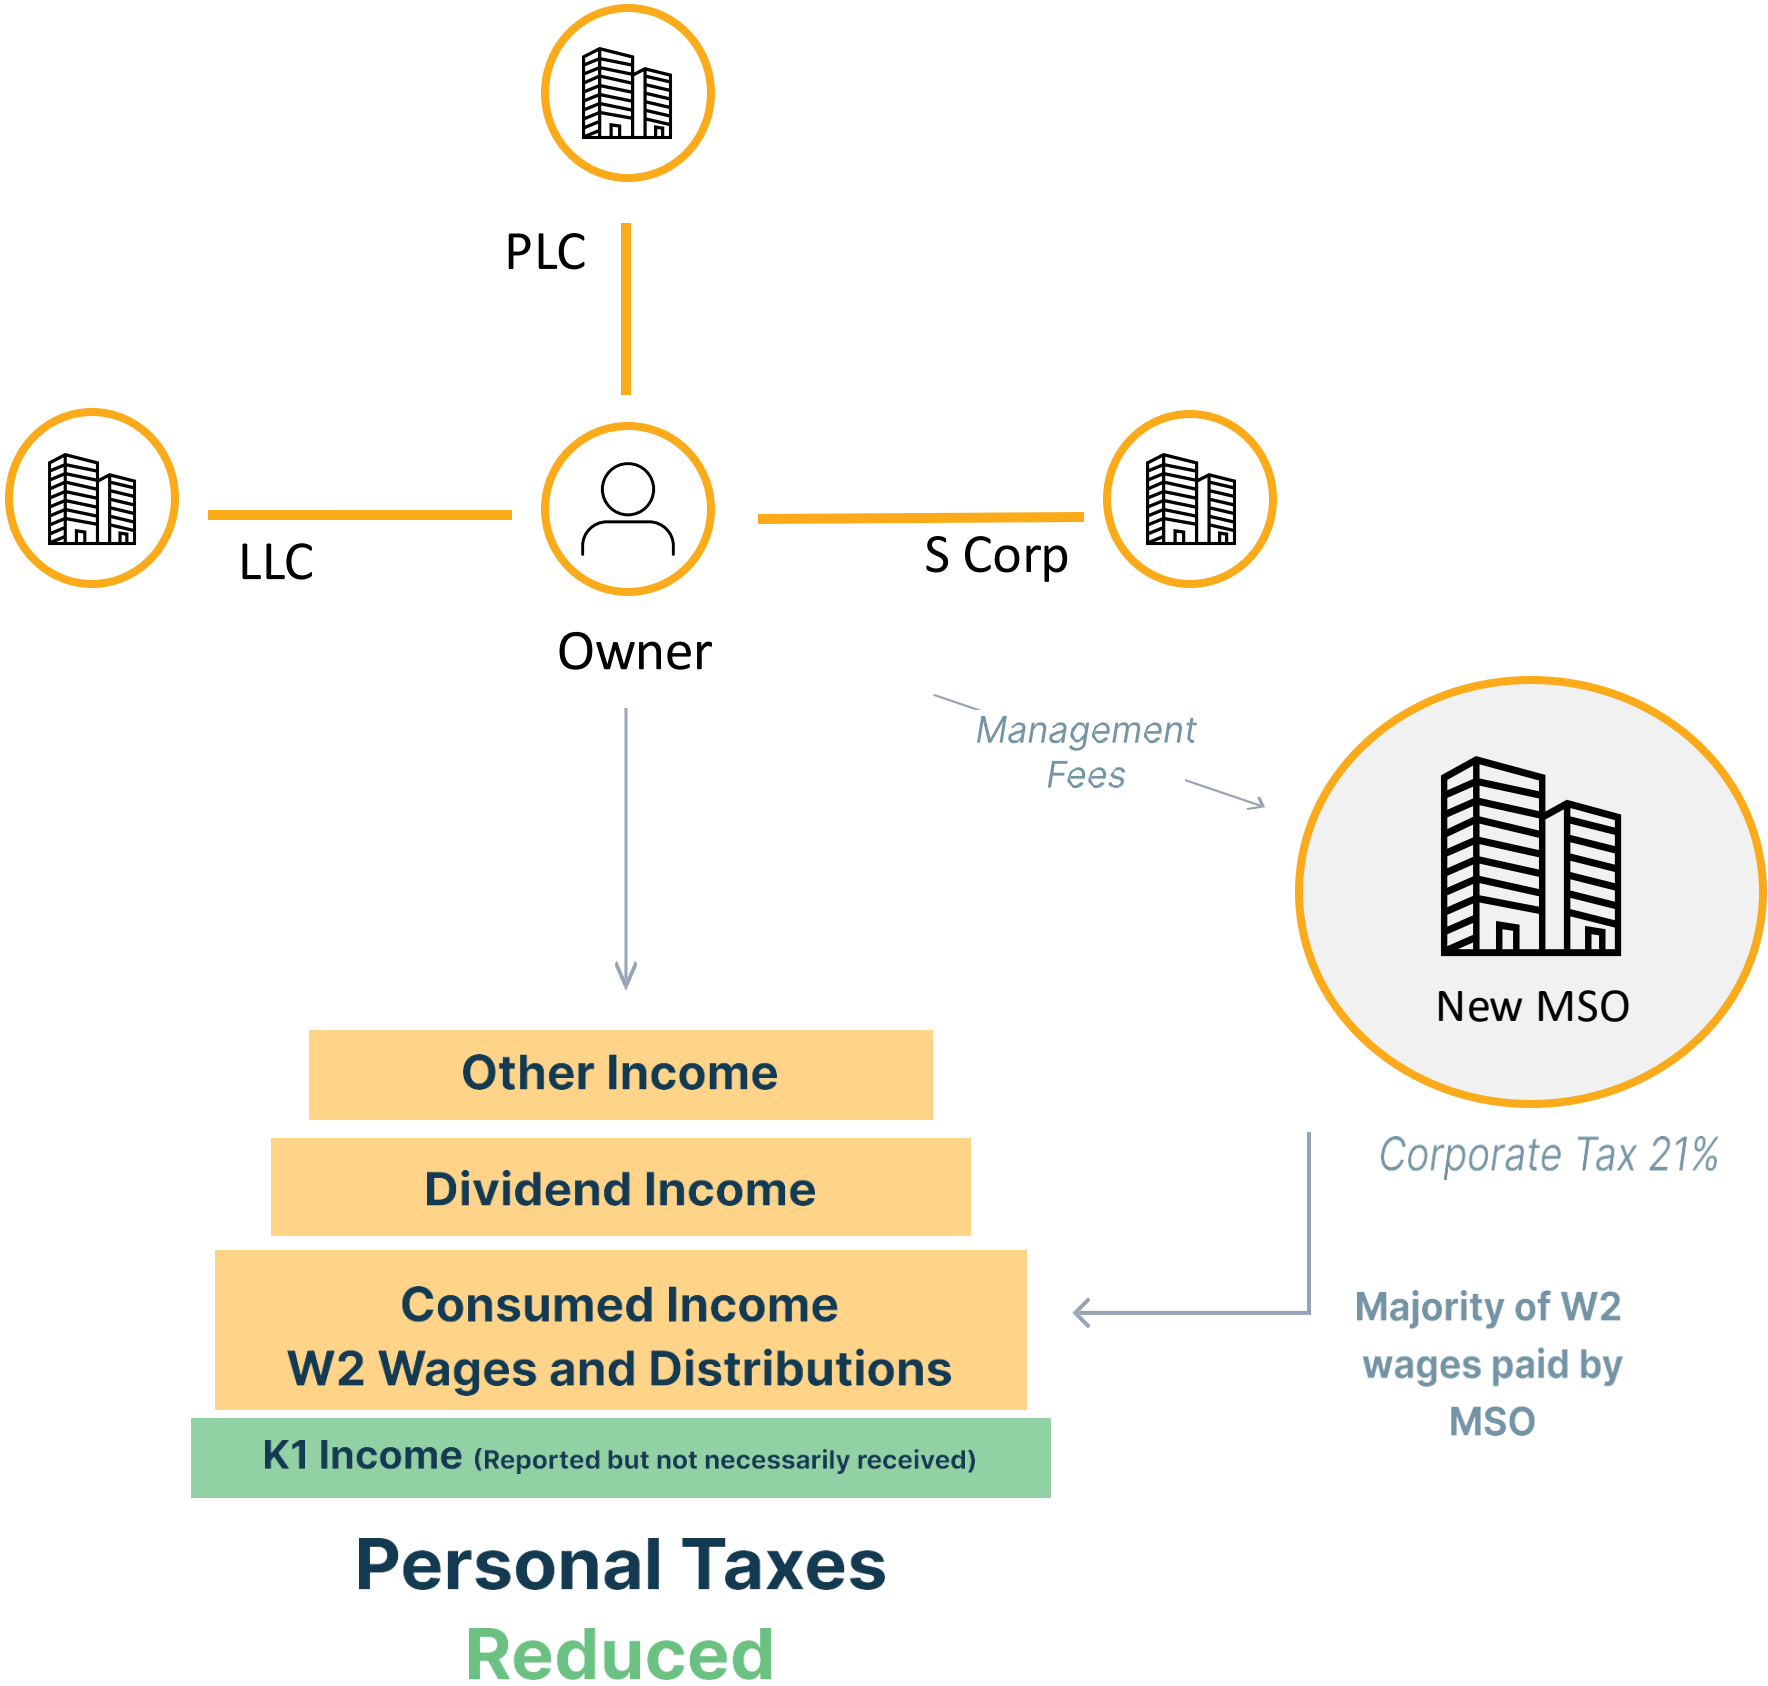 PLC
LLC
S Corp
Owner
Management
Fees
New MSO
Corporate Tax 21%
Other Income
Dividend Income
Consumed Income
W2 Wages and Distributions
Majority of W2
wages paid by
MSO
K1 Income (Reported but not necessarily received)
Personal Taxes
Reduced